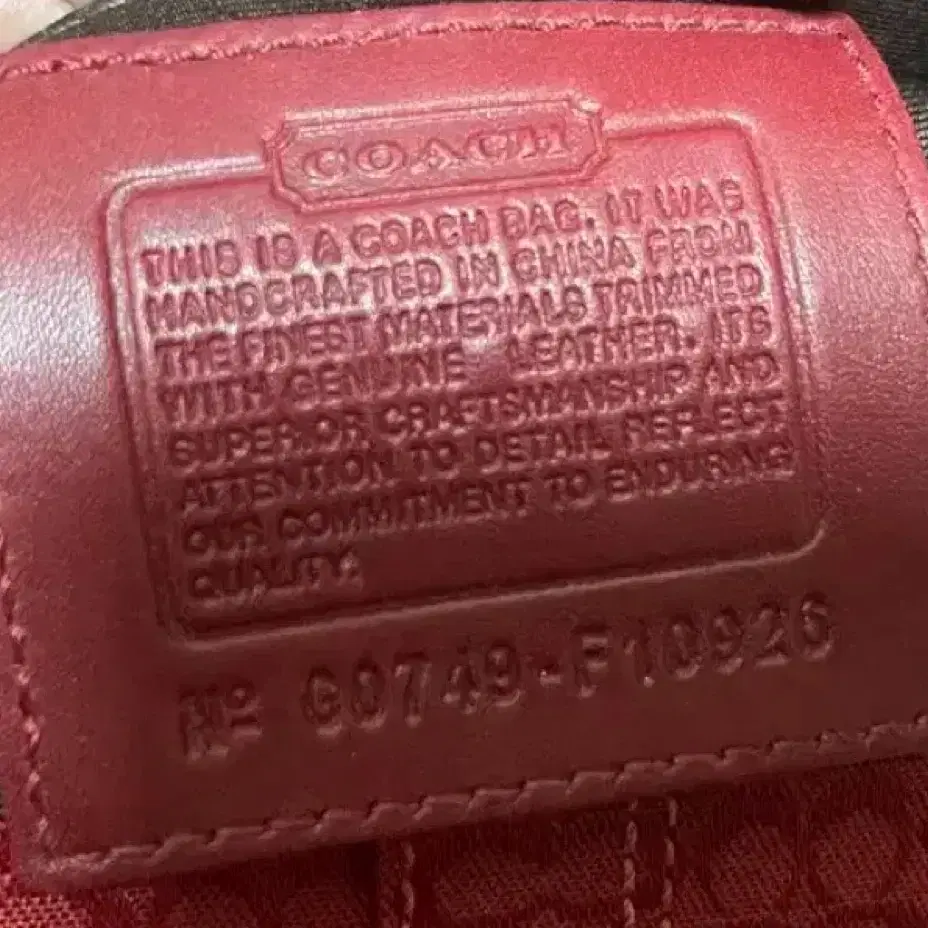 COACH
THIS IS A COACH BAG. IT WAS
HANDCRAFTED IN CHINA FROM
THE FINEST MATERIALS TRIMMED
WITH GENUINE LEATHER. ITS
SUPERIOR CRAFTSMANSHIP AND
ATTENTION TO DETAIL REFLECT
OUR COMMITMENT TO ENDURING
QUALITY.
Nº G0749-F10926